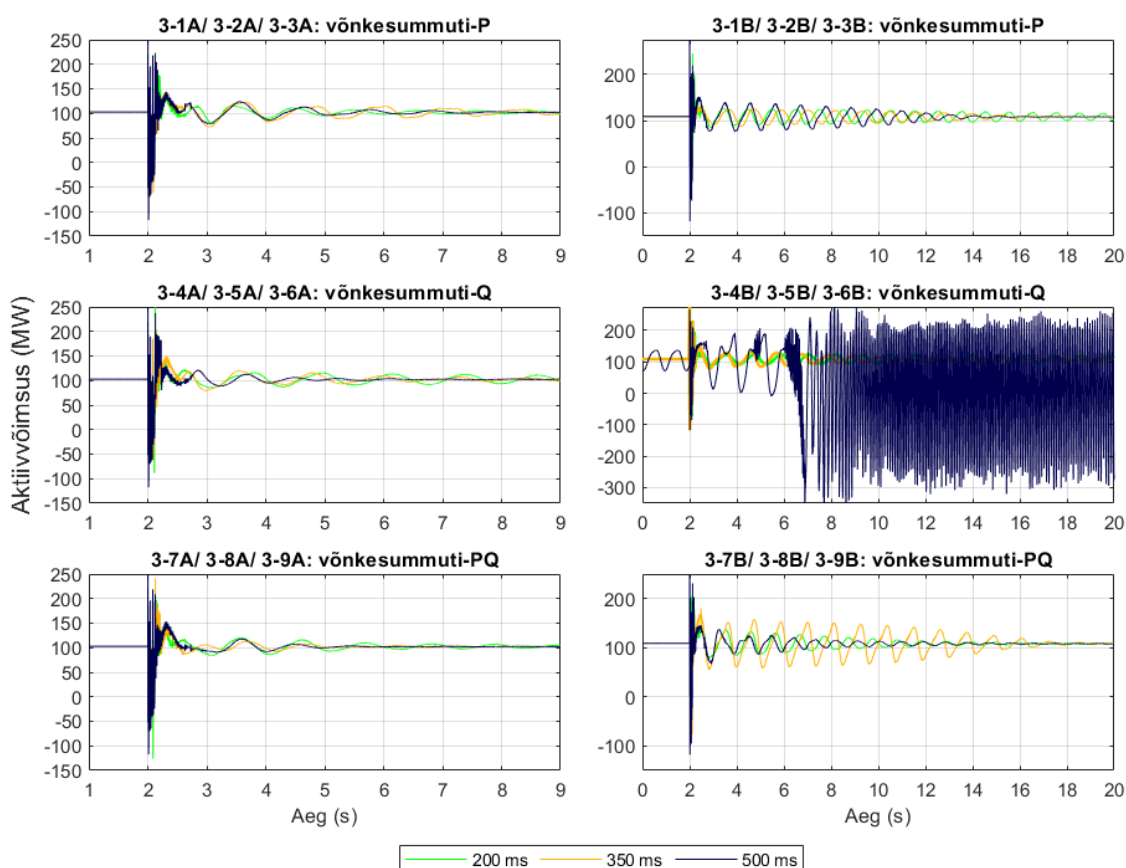 3-1A/ 3-2A/ 3-3A: võnkesummuti-P
250
200
150
100
50
0
-50
-100
-150
1 2 3 4 5 6 7 8 9
3-1B/ 3-2B/ 3-3B: võnkesummuti-P
200
100
0
-100
0 2 4 6 8 10 12 14 16 18 20
Aktiivvõimsus (MW)
3-4A/ 3-5A/ 3-6A: võnkesummuti-Q
250
200
150
100
50
0
-50
-100
-150
1 2 3 4 5 6 7 8 9
3-4B/ 3-5B/ 3-6B: võnkesummuti-Q
200
100
0
-100
-200
-300
0 2 4 6 8 10 12 14 16 18 20
3-7A/ 3-8A/ 3-9A: võnkesummuti-PQ
250
200
150
100
50
0
-50
-100
-150
1 2 3 4 5 6 7 8 9
Aeg (s)
3-7B/ 3-8B/ 3-9B: võnkesummuti-PQ
200
100
0
-100
0 2 4 6 8 10 12 14 16 18 20
Aeg (s)
200 ms 350 ms 500 ms